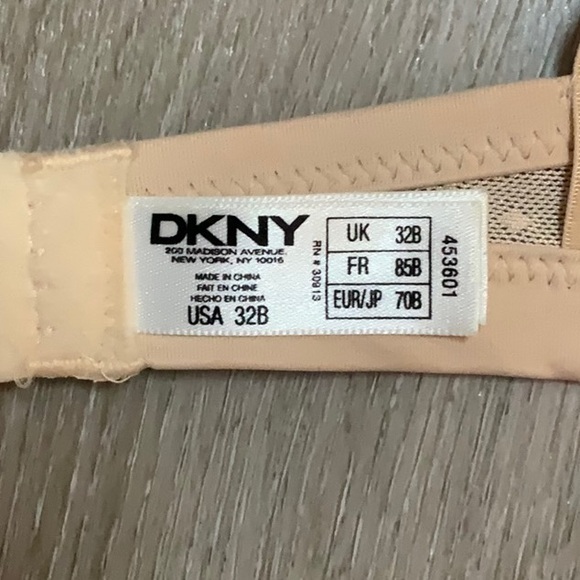 DKNY
200 MADISON AVENUE.
NEW YORK, NY 10016
MADE IN CHINA
FAIT EN CHINE
HECHO EN CHINA
USA 32B
RN # 30913
UK 32B
FR 85B
EUR/JP 70B
453601